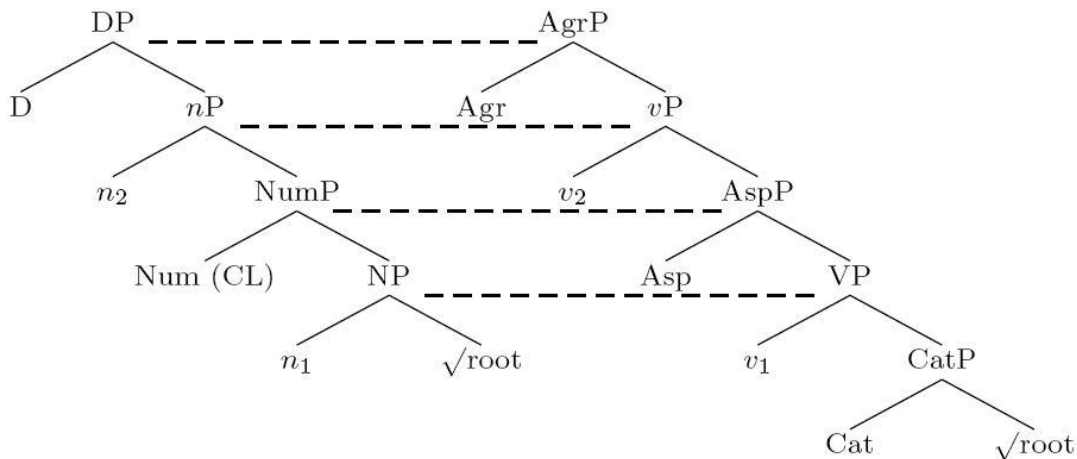 DP AgrP
D nP Agr vP
n2 NumP v2 AspP
Num (CL) NP Asp VP
n1 √root v1 CatP
Cat √root